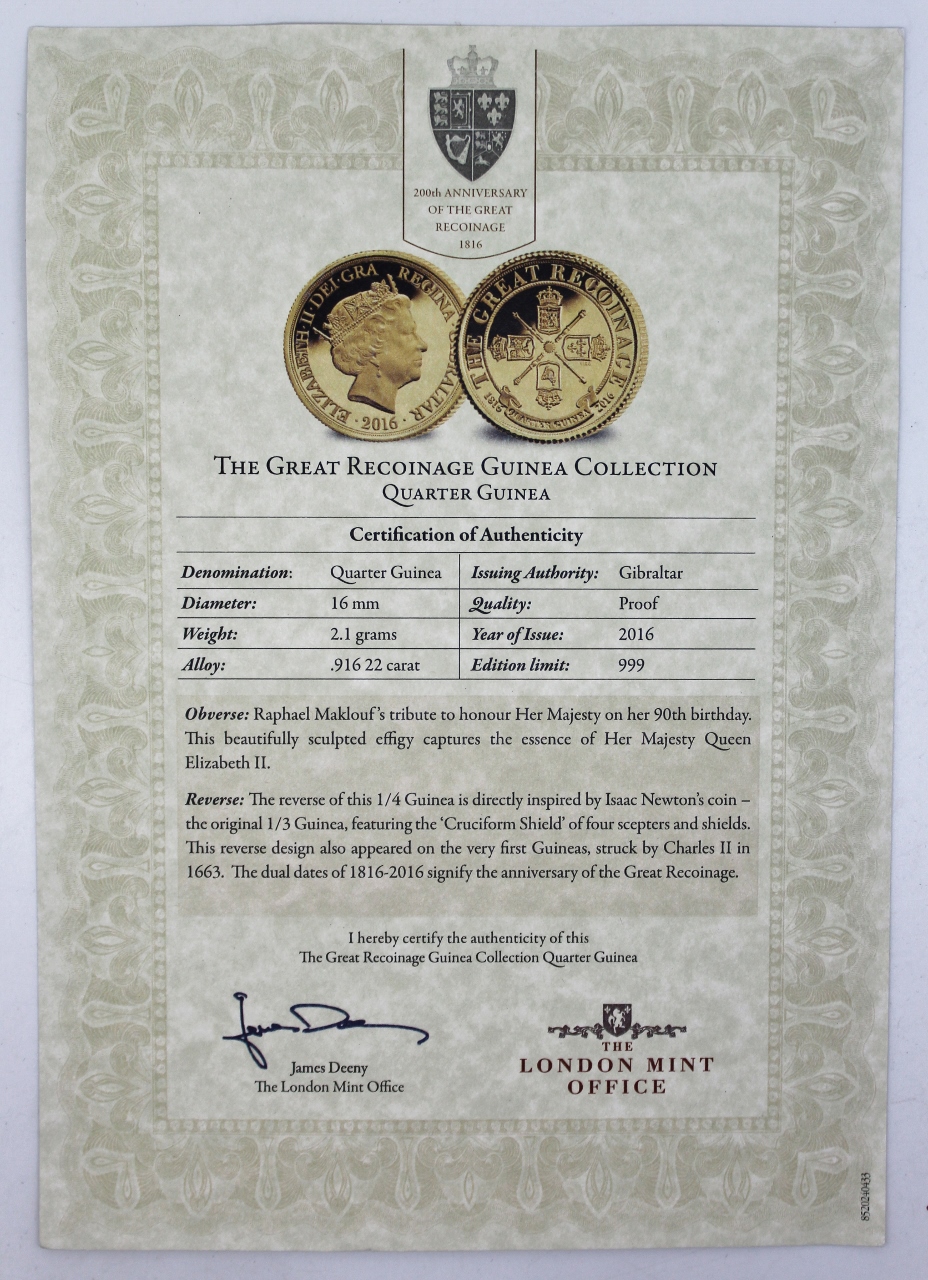 200th ANNIVERSARY
OF THE GREAT
RECOINAGE
1816
ELIZABETH·II·DEI·GRA REGINA GIBRALTAR · 2016 ·
THE GREAT RECOINAGE
1816 QUARTER GUINEA 2016
THE GREAT RECOINAGE GUINEA COLLECTION
QUARTER GUINEA
Certification of Authenticity
Denomination: Quarter Guinea Issuing Authority: Gibraltar
Diameter: 16 mm Quality: Proof
Weight: 2.1 grams Year of Issue: 2016
Alloy: .916 22 carat Edition limit: 999
Obverse: Raphael Maklouf's tribute to honour Her Majesty on her 90th birthday.
This beautifully sculpted effigy captures the essence of Her Majesty Queen
Elizabeth II.
Reverse: The reverse of this 1/4 Guinea is directly inspired by Isaac Newton's coin –
the original 1/3 Guinea, featuring the 'Cruciform Shield' of four scepters and shields.
This reverse design also appeared on the very first Guineas, struck by Charles II in
1663. The dual dates of 1816-2016 signify the anniversary of the Great Recoinage.
I hereby certify the authenticity of this
The Great Recoinage Guinea Collection Quarter Guinea
James Deeny
James Deeny
The London Mint Office
THE
LONDON MINT
OFFICE
8520240433